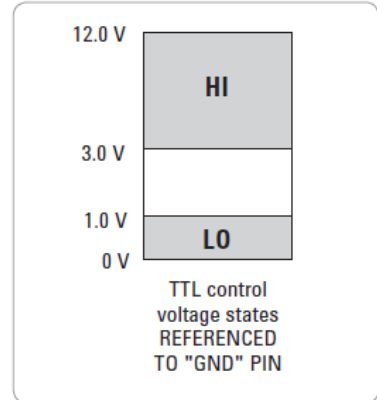 12.0 V
HI
3.0 V
1.0 V
LO
0 V
TTL control
voltage states
REFERENCED
TO "GND" PIN